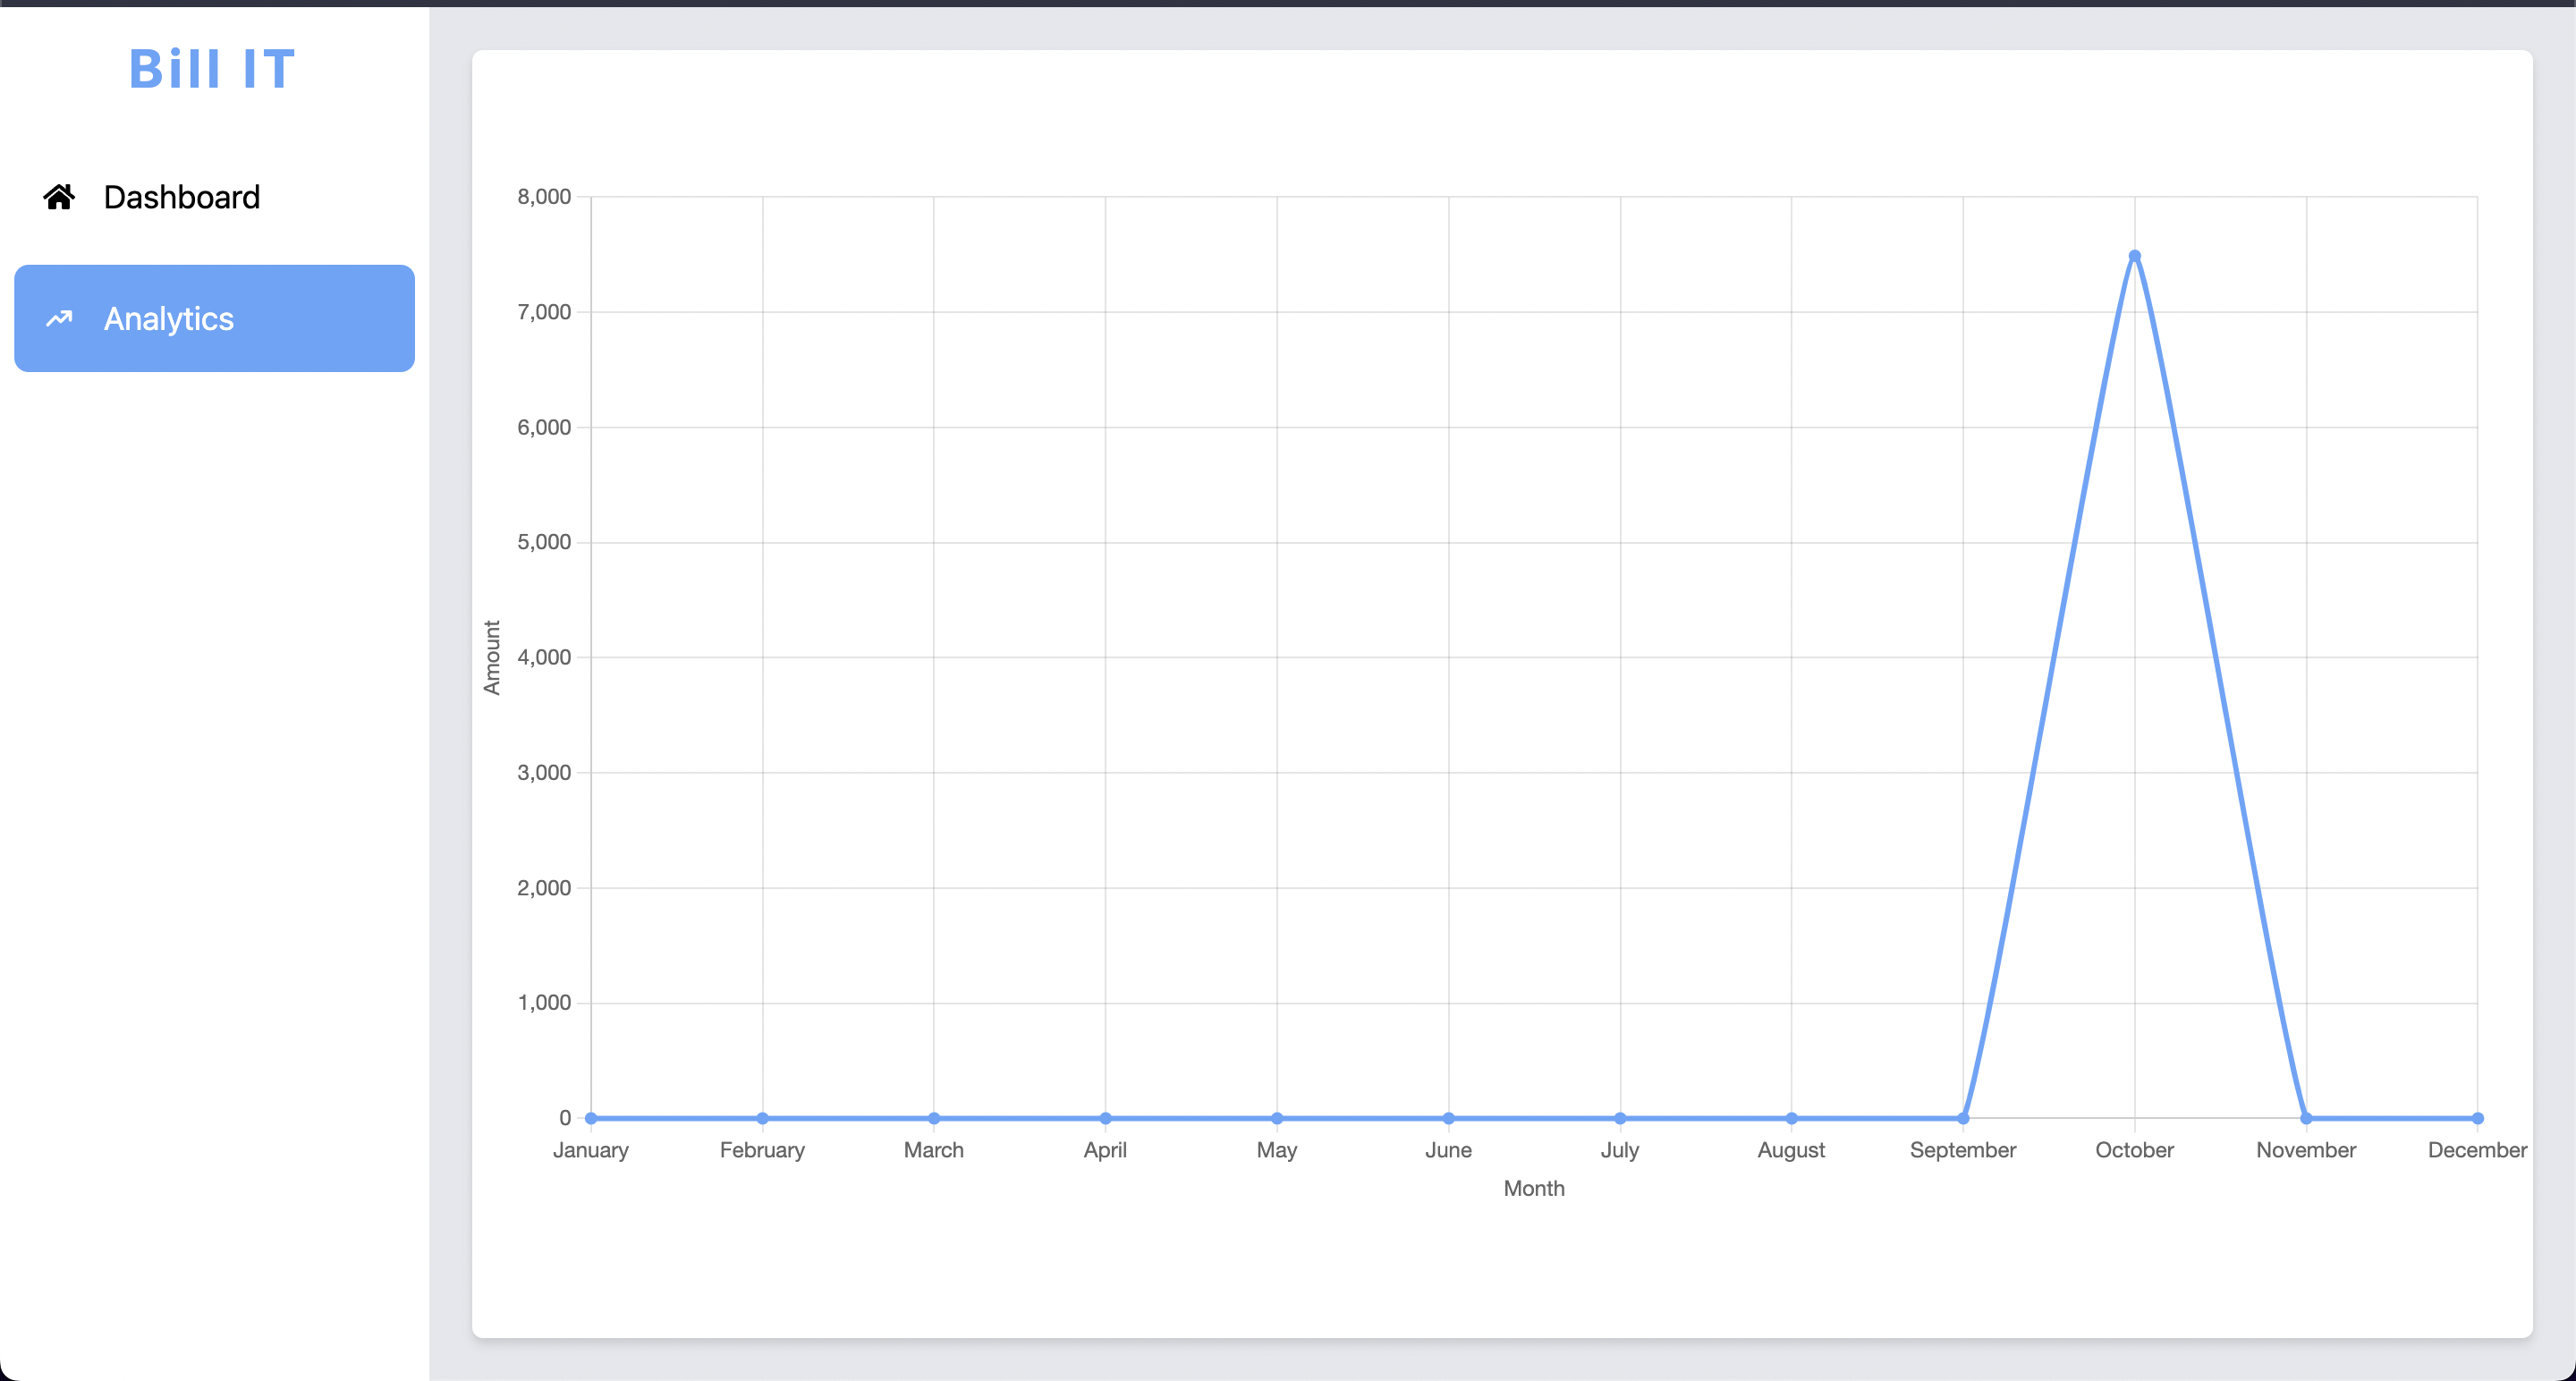 Bill IT
Dashboard
Analytics
8,000
7,000
6,000
5,000
4,000
3,000
2,000
1,000
0
Amount
January February March April May June July August September October November December
Month